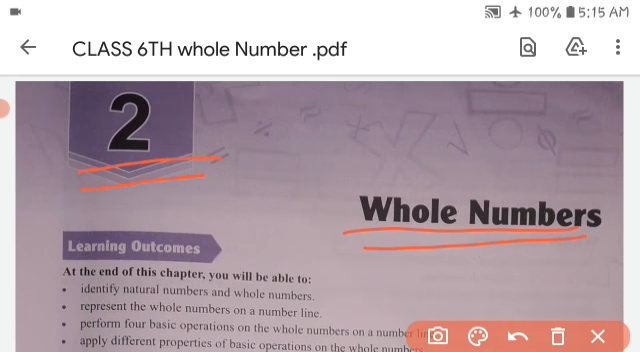 100% 5:15 AM
CLASS 6TH whole Number .pdf
2
Whole Numbers
Learning Outcomes
At the end of this chapter, you will be able to:
• identify natural numbers and whole numbers.
• represent the whole numbers on a number line.
• perform four basic operations on the whole numbers on a number
• apply different properties of basic operations on the whole numbers